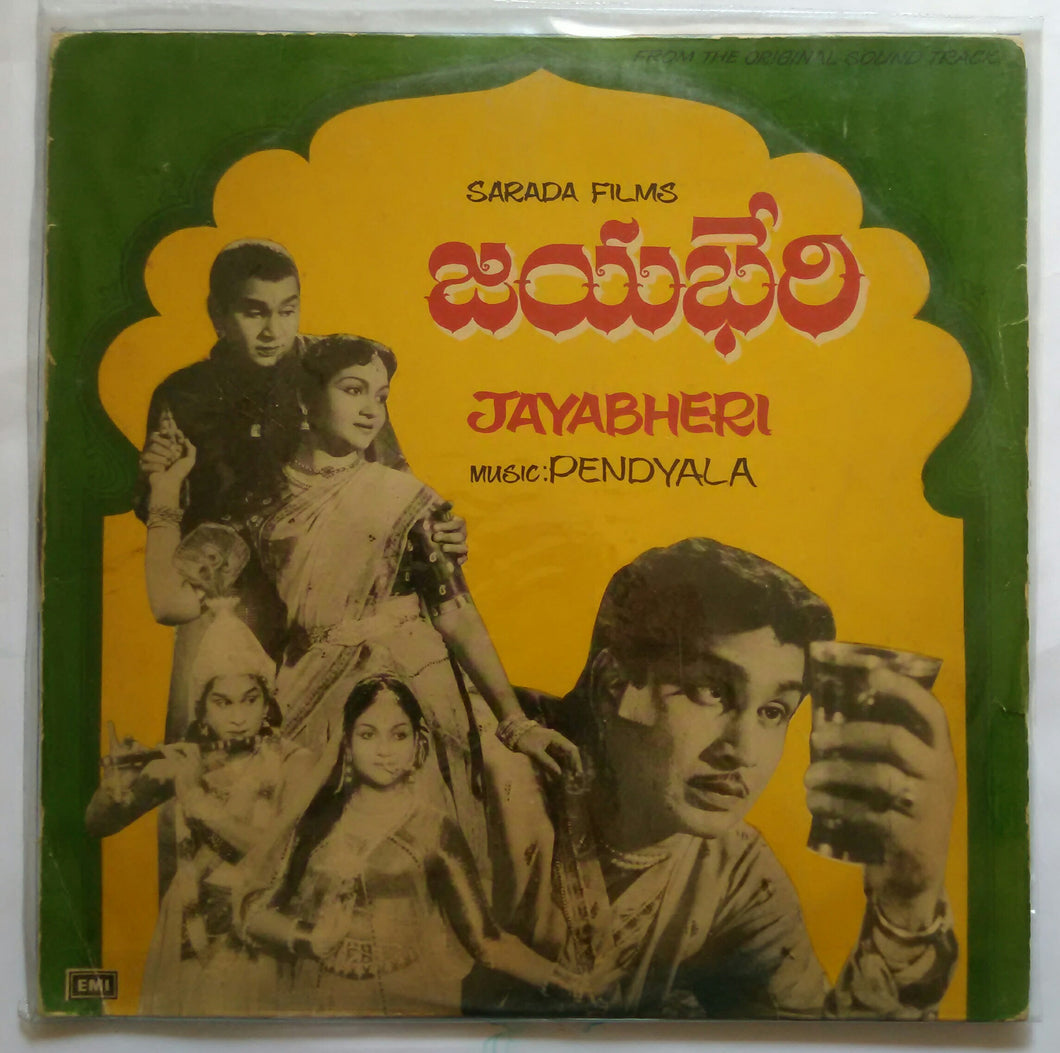 FROM THE ORIGINAL SOUND TRACK
SARADA FILMS
జయభేరి
JAYABHERI
MUSIC: PENDYALA
EMI